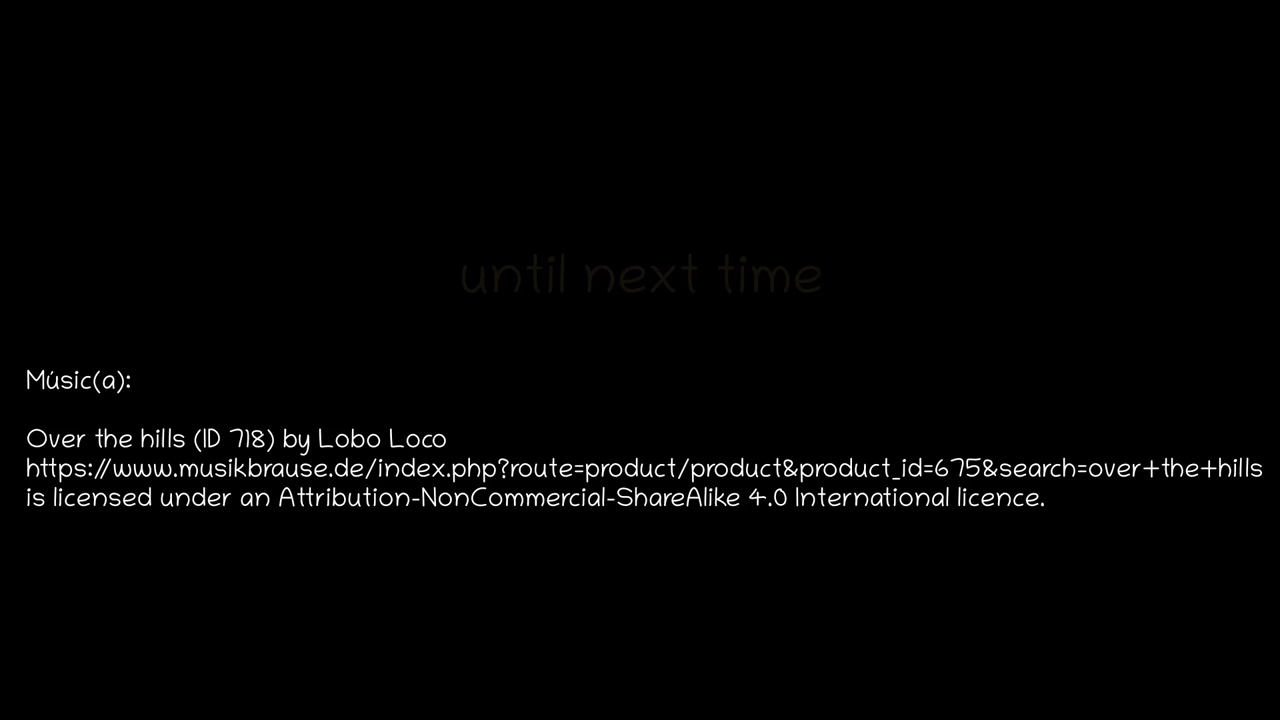 until next time
Músic(a):
Over the hills (ID 718) by Lobo Loco
https://www.musikbrause.de/index.php?route=product/product&product_id=675&search=over+the+hills
is licensed under an Attribution-NonCommercial-ShareAlike 4.0 International licence.